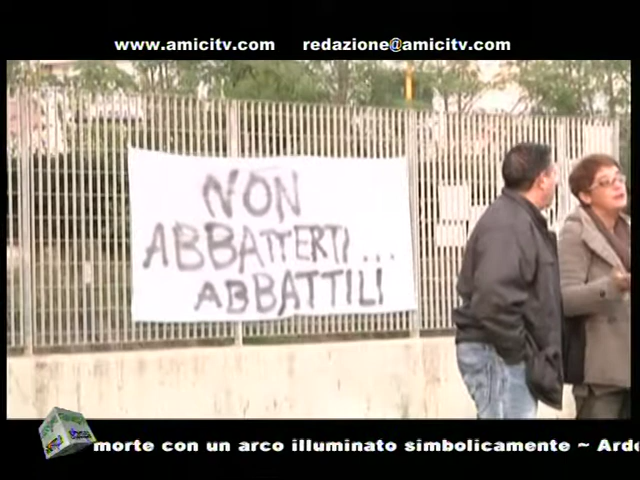 www.amicitv.com redazione@amicitv.com
NON
ABBATTERTI...
ABBATTILI
morte con un arco illuminato simbolicamente ~ Ard